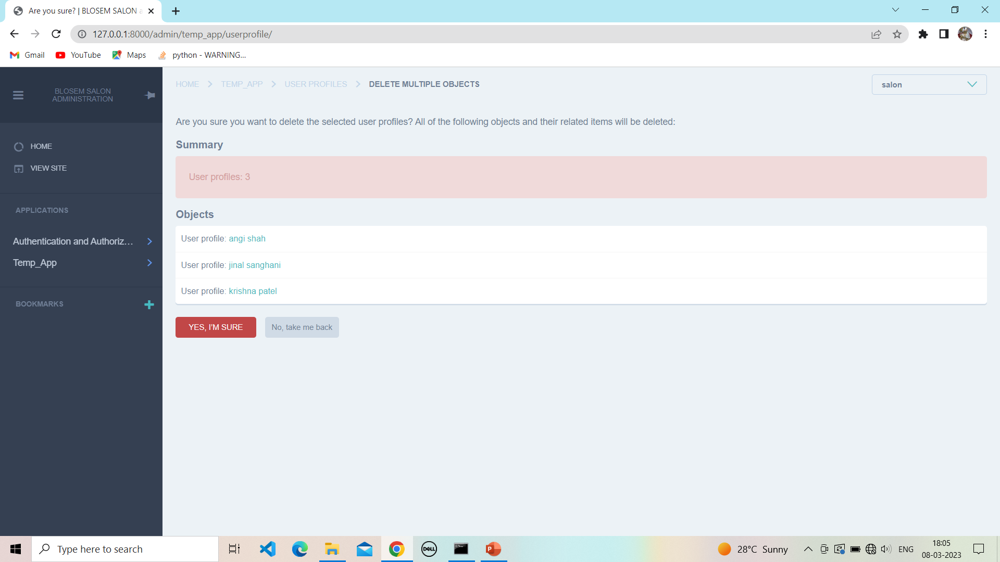 Are you sure? | BLOSEM SALON a
127.0.0.1:8000/admin/temp_app/userprofile/
Gmail
YouTube
Maps
python - WARNING...
BLOSEM SALON
ADMINISTRATION
HOME
VIEW SITE
APPLICATIONS
Authentication and Authoriz...
Temp_App
BOOKMARKS
HOME > TEMP_APP > USER PROFILES > DELETE MULTIPLE OBJECTS
salon
Are you sure you want to delete the selected user profiles? All of the following objects and their related items will be deleted:
Summary
User profiles: 3
Objects
User profile: angi shah
User profile: jinal sanghani
User profile: krishna patel
YES, I'M SURE
No, take me back
Type here to search
DELL
28°C Sunny
ENG
18:05
08-03-2023